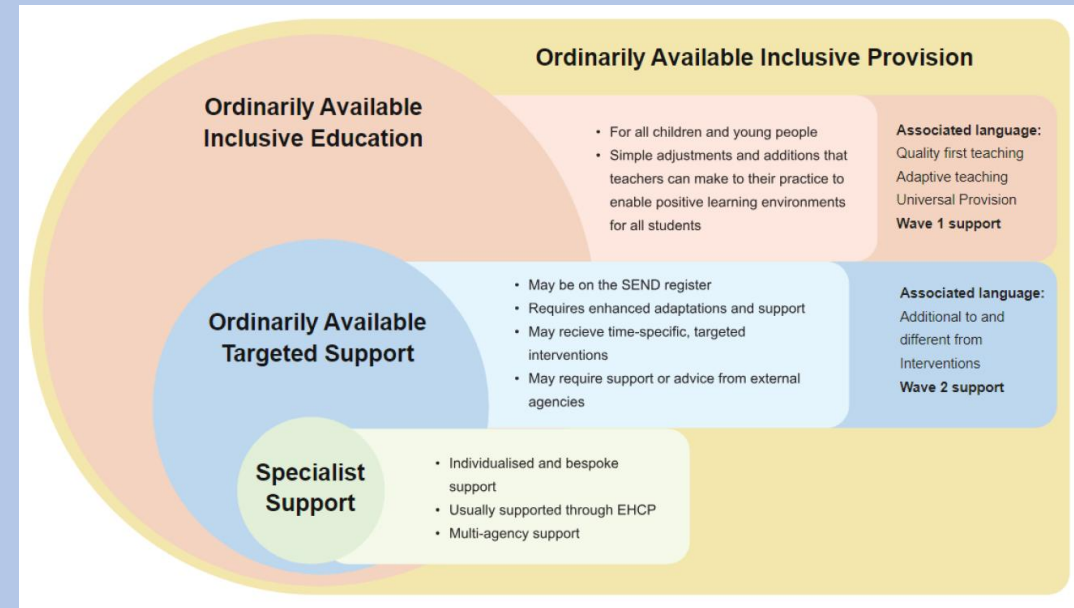 Ordinarily Available Inclusive Provision
Ordinarily Available
Inclusive Education
• For all children and young people
• Simple adjustments and additions that
teachers can make to their practice to
enable positive learning environments
for all students
Associated language:
Quality first teaching
Adaptive teaching
Universal Provision
Wave 1 support
Ordinarily Available
Targeted Support
• May be on the SEND register
• Requires enhanced adaptations and support
• May recieve time-specific, targeted
interventions
• May require support or advice from external
agencies
Associated language:
Additional to and
different from
Interventions
Wave 2 support
Specialist
Support
• Individualised and bespoke
support
• Usually supported through EHCP
• Multi-agency support